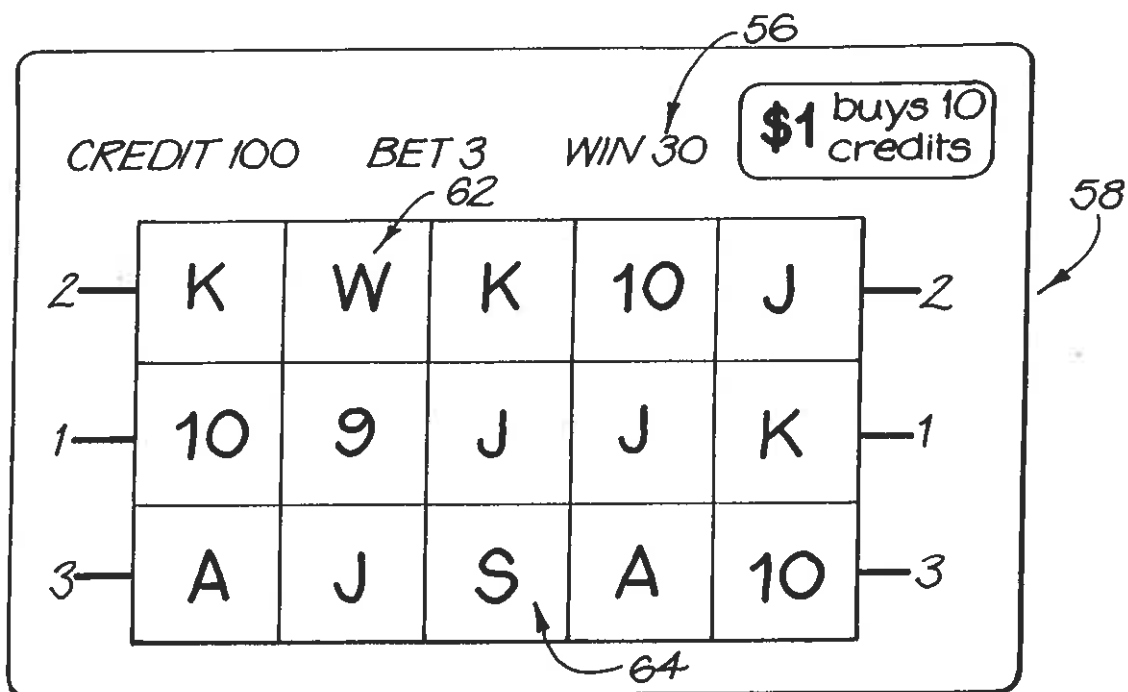 56
$1 buys 10 credits
CREDIT 100 BET 3 WIN 30
62
58
2 K W K 10 J 2
1 10 9 J J K 1
3 A J S A 10 3
64